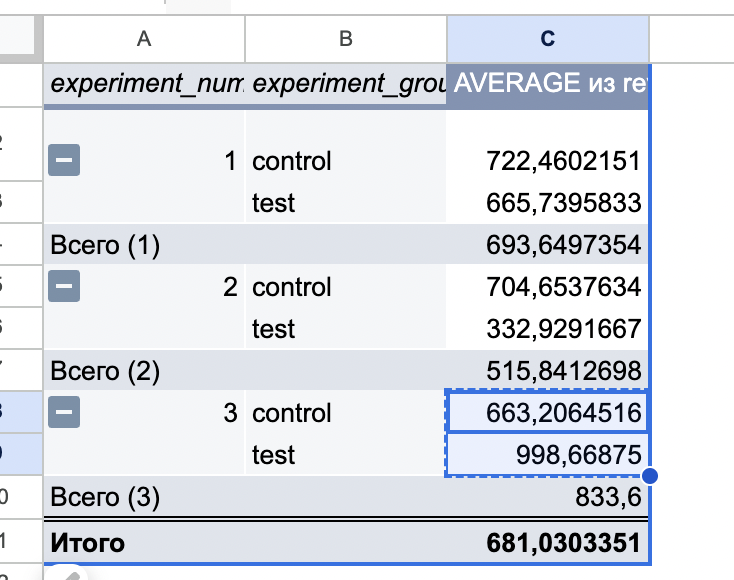 A B C
experiment_num experiment_grou AVERAGE из re
1 control 722,4602151
test 665,7395833
Всего (1) 693,6497354
2 control 704,6537634
test 332,9291667
Всего (2) 515,8412698
3 control 663,2064516
test 998,66875
Всего (3) 833,6
Итого 681,0303351